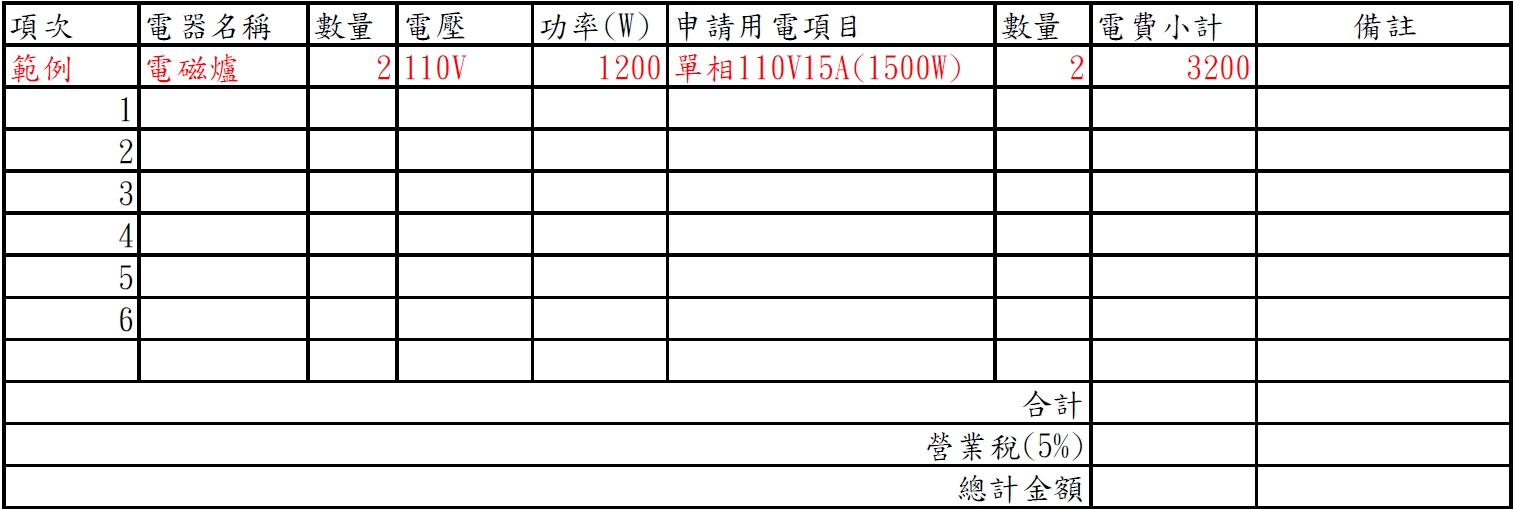 項次 電器名稱 數量 電壓 功率(W) 申請用電項目 數量 電費小計 備註
範例 電磁爐 2 110V 1200 單相110V15A(1500W) 2 3200
1
2
3
4
5
6
合計
營業稅(5%)
總計金額